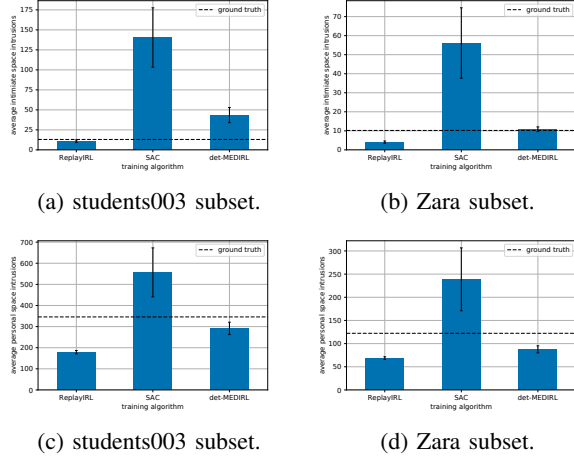 175
150
125
100
75
50
25
0
average intimiate space intrusions
ground truth
ReplayIRL SAC det-MEDIRL
training algorithm
(a) students003 subset.
70
60
50
40
30
20
10
0
average intimiate space intrusions
ground truth
ReplayIRL SAC det-MEDIRL
training algorithm
(b) Zara subset.
700
600
500
400
300
200
100
0
average personal space intrusions
ground truth
ReplayIRL SAC det-MEDIRL
training algorithm
(c) students003 subset.
300
250
200
150
100
50
0
average personal space intrusions
ground truth
ReplayIRL SAC det-MEDIRL
training algorithm
(d) Zara subset.